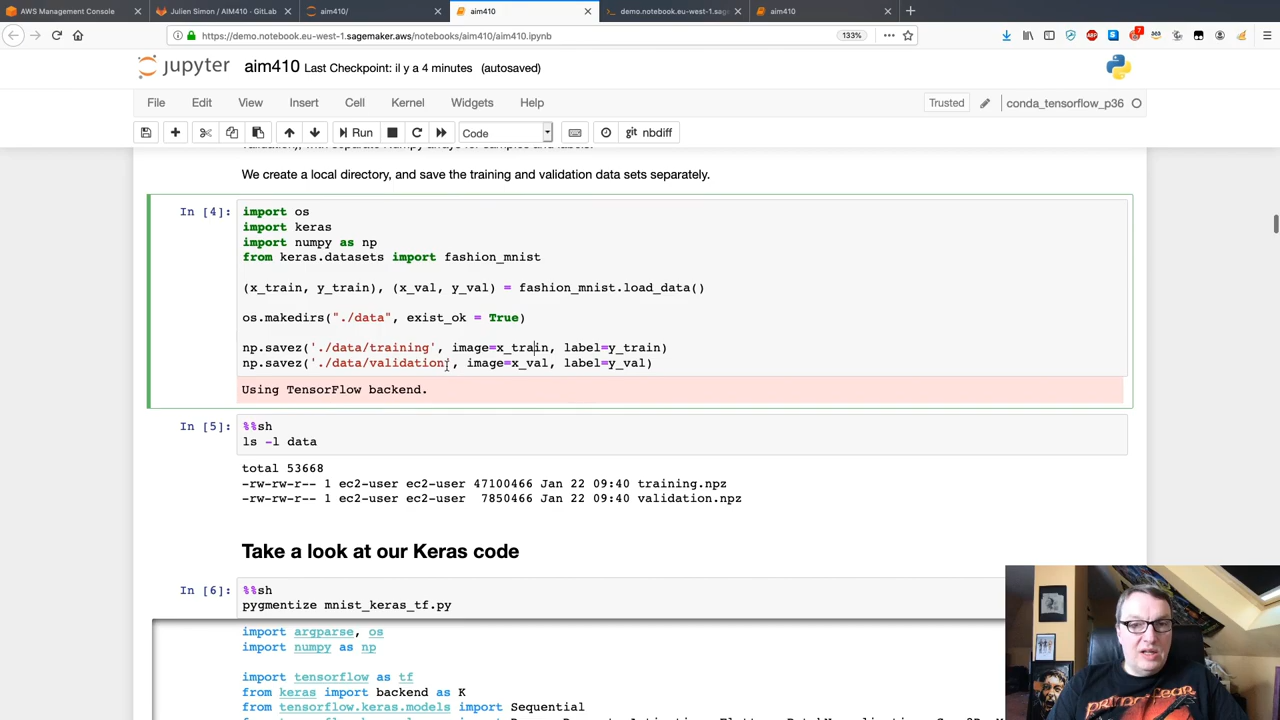 AWS Management Console
Julien Simon / AIM410 - GitLab
aim410/
aim410
demo.notebook.eu-west-1.sage
aim410
https://demo.notebook.eu-west-1.sagemaker.aws/notebooks/aim410/aim410.ipynb
133%
jupyter aim410 Last Checkpoint: il y a 4 minutes (autosaved)
File Edit View Insert Cell Kernel Widgets Help
Trusted conda_tensorflow_p36
Run Code git nbdiff
validation), with separate Numpy arrays for samples and labels.
We create a local directory, and save the training and validation data sets separately.
In [4]: import os
import keras
import numpy as np
from keras.datasets import fashion_mnist
(x_train, y_train), (x_val, y_val) = fashion_mnist.load_data()
os.makedirs("./data", exist_ok = True)
np.savez('./data/training', image=x_train, label=y_train)
np.savez('./data/validation', image=x_val, label=y_val)
Using TensorFlow backend.
In [5]: %%sh
ls -l data
total 53668
-rw-rw-r-- 1 ec2-user ec2-user 47100466 Jan 22 09:40 training.npz
-rw-rw-r-- 1 ec2-user ec2-user  7850466 Jan 22 09:40 validation.npz
Take a look at our Keras code
In [6]: %%sh
pygmentize mnist_keras_tf.py
import argparse, os
import numpy as np
import tensorflow as tf
from keras import backend as K
from tensorflow.keras.models import Sequential